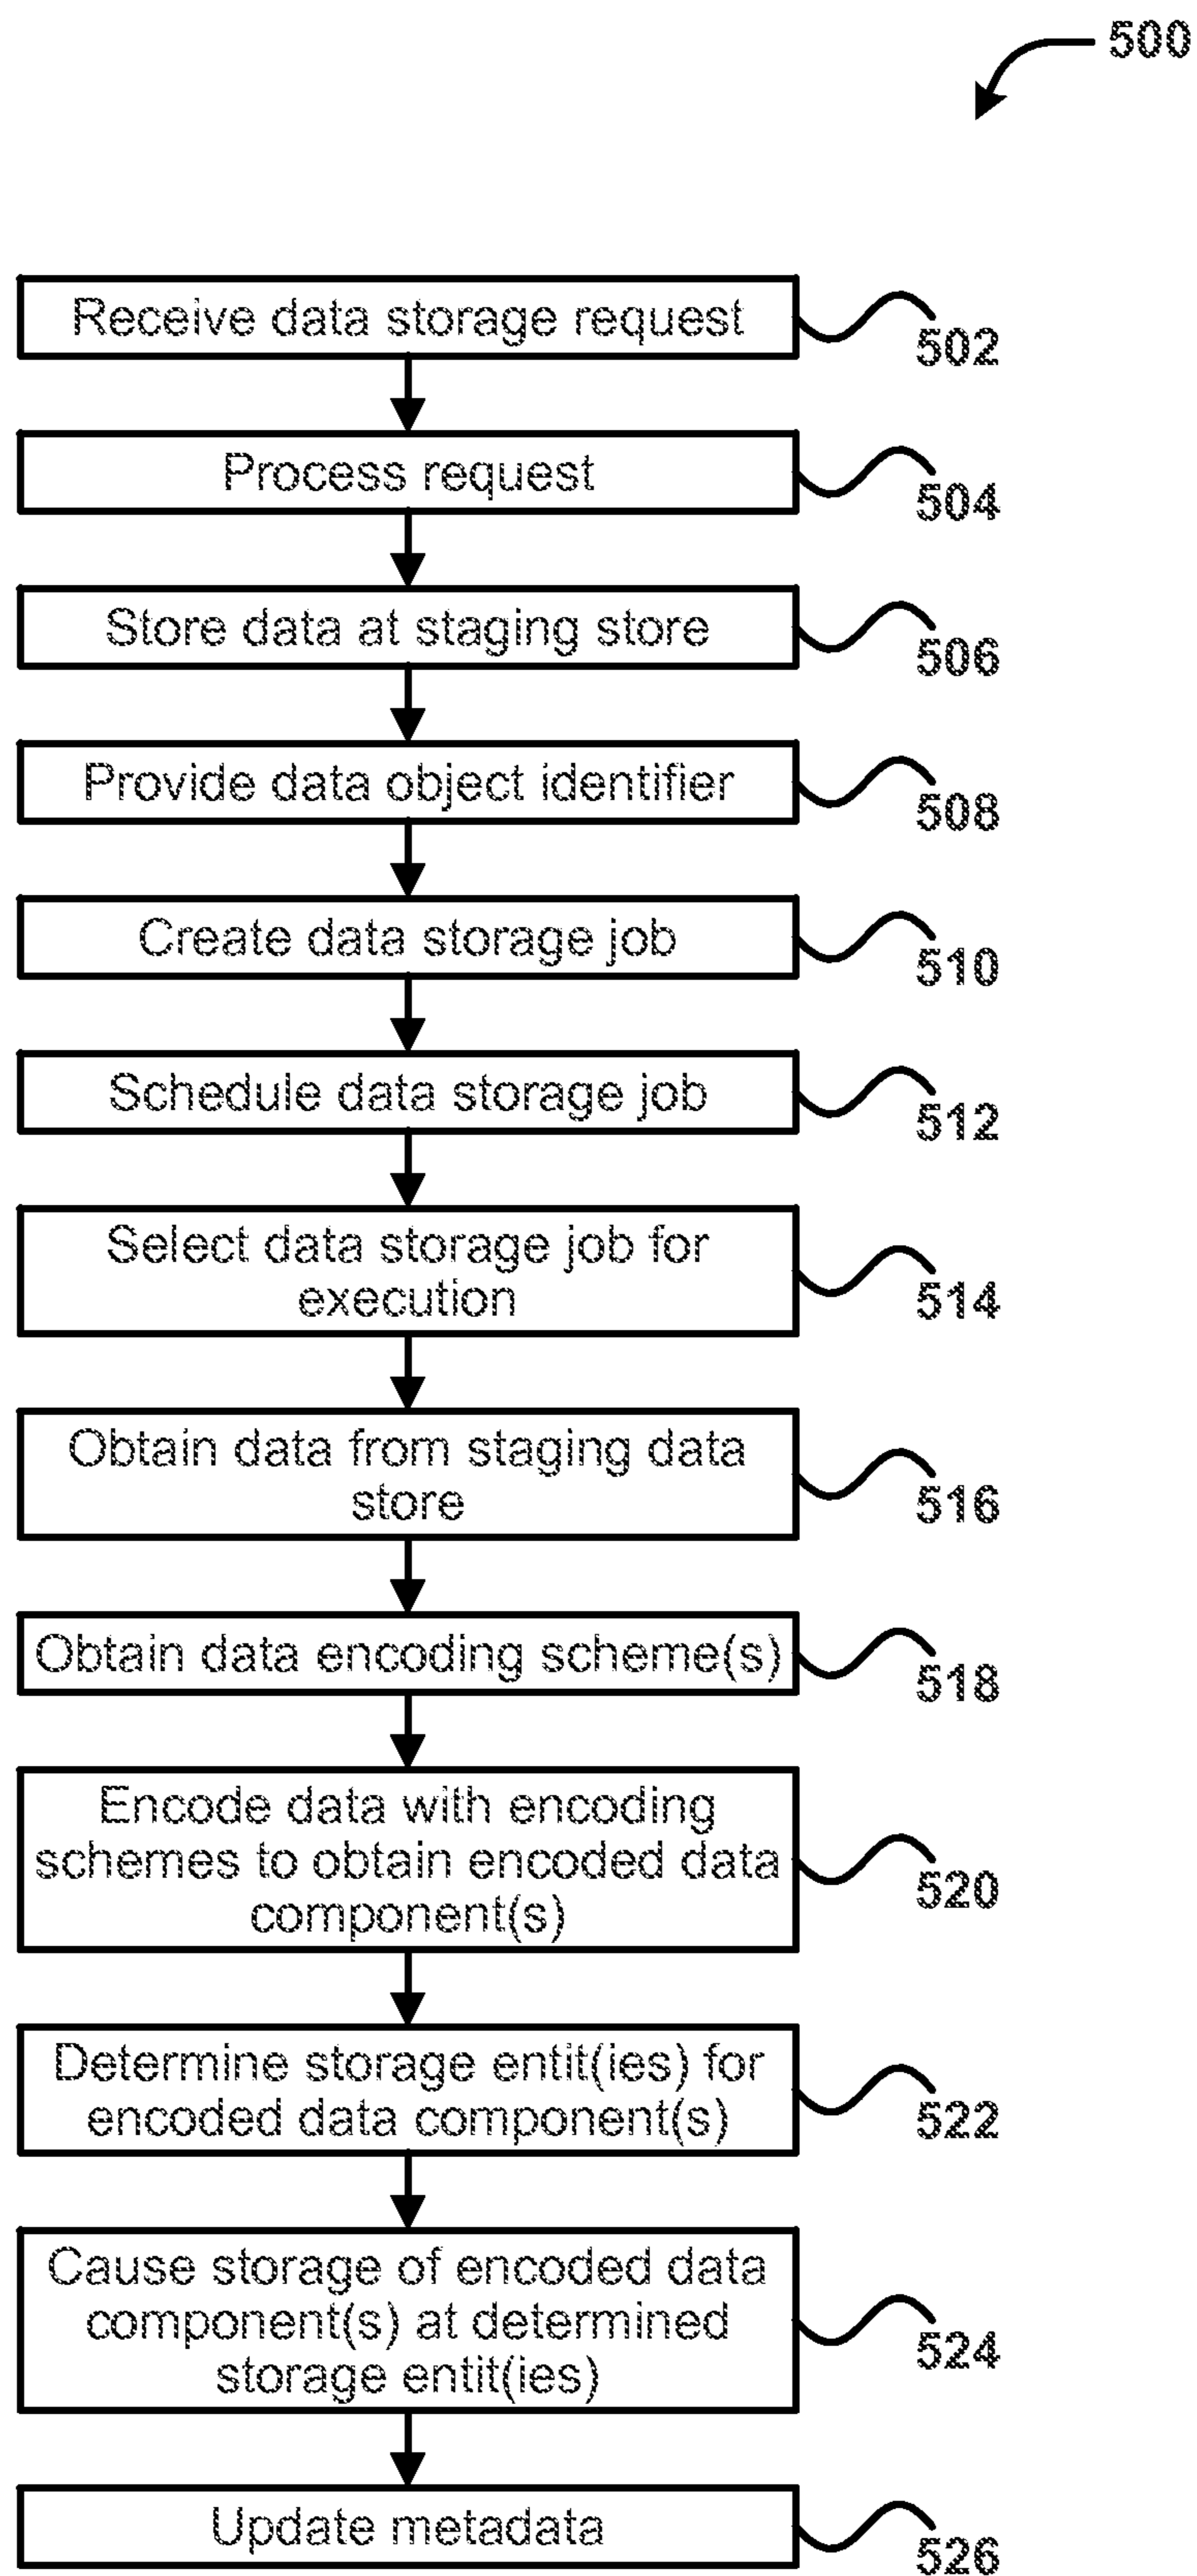 500
Receive data storage request
502
Process request
504
Store data at staging store
506
Provide data object identifier
508
Create data storage job
510
Schedule data storage job
512
Select data storage job for
execution
514
Obtain data from staging data
store
516
Obtain data encoding scheme(s)
518
Encode data with encoding
schemes to obtain encoded data
component(s)
520
Determine storage entit(ies) for
encoded data component(s)
522
Cause storage of encoded data
component(s) at determined
storage entit(ies)
524
Update metadata
526